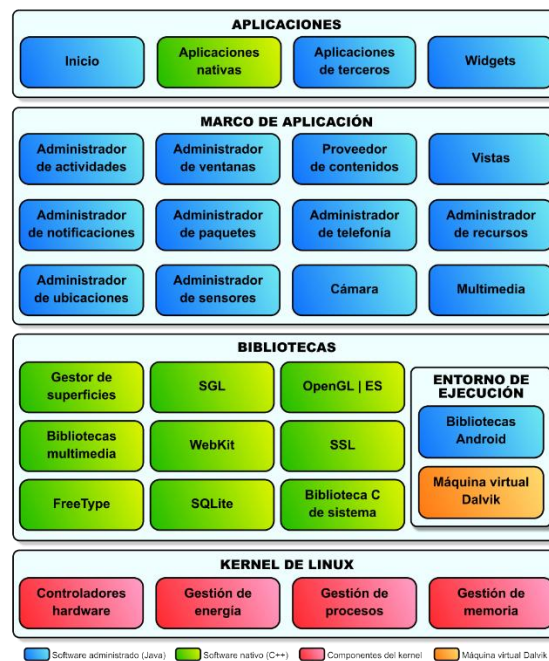 APLICACIONES
Inicio
Aplicaciones
nativas
Aplicaciones
de terceros
Widgets
MARCO DE APLICACIÓN
Administrador
de actividades
Administrador
de ventanas
Proveedor
de contenidos
Vistas
Administrador
de notificaciones
Administrador
de paquetes
Administrador
de telefonía
Administrador
de recursos
Administrador
de ubicaciones
Administrador
de sensores
Cámara
Multimedia
BIBLIOTECAS
Gestor de
superficies
SGL
OpenGL | ES
Bibliotecas
multimedia
WebKit
SSL
FreeType
SQLite
Biblioteca C
de sistema
ENTORNO DE
EJECUCIÓN
Bibliotecas
Android
Máquina virtual
Dalvik
KERNEL DE LINUX
Controladores
hardware
Gestión de
energía
Gestión de
procesos
Gestión de
memoria
Software administrado (Java)
Software nativo (C++)
Componentes del kernel
Máquina virtual Dalvik